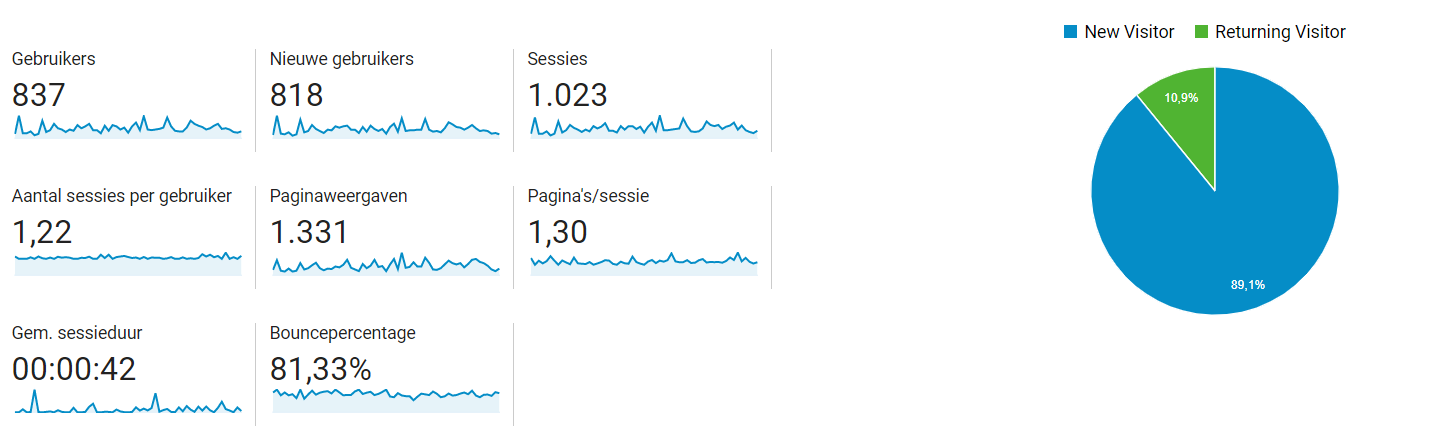 New Visitor
Returning Visitor
Gebruikers
Nieuwe gebruikers
Sessies
837
818
1.023
10,9%
Aantal sessies per gebruiker
Paginaweergaven
Pagina's/sessie
1,22
1.331
1,30
89,1%
Gem. sessieduur
Bouncepercentage
00:00:42
81,33%